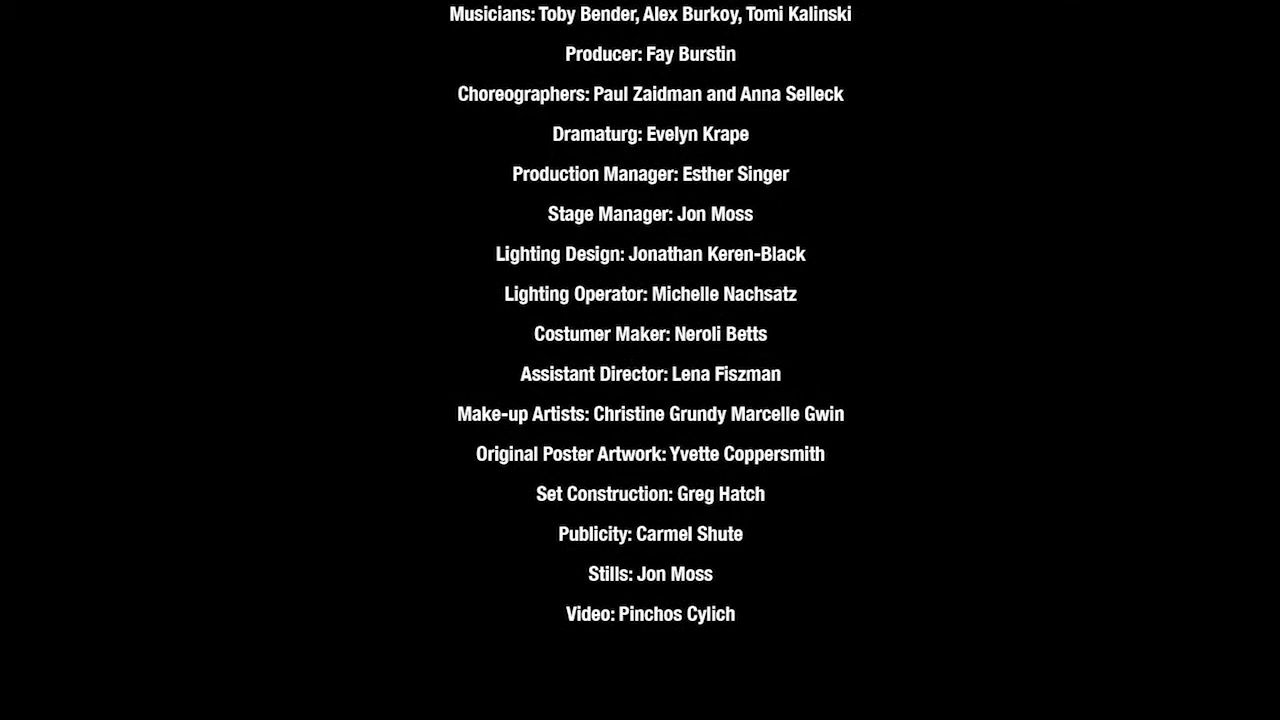 Musicians: Toby Bender, Alex Burkoy, Tomi Kalinski
Producer: Fay Burstin
Choreographers: Paul Zaidman and Anna Selleck
Dramaturg: Evelyn Krape
Production Manager: Esther Singer
Stage Manager: Jon Moss
Lighting Design: Jonathan Keren-Black
Lighting Operator: Michelle Nachsatz
Costumer Maker: Neroli Betts
Assistant Director: Lena Fiszman
Make-up Artists: Christine Grundy Marcelle Gwin
Original Poster Artwork: Yvette Coppersmith
Set Construction: Greg Hatch
Publicity: Carmel Shute
Stills: Jon Moss
Video: Pinchos Cylich